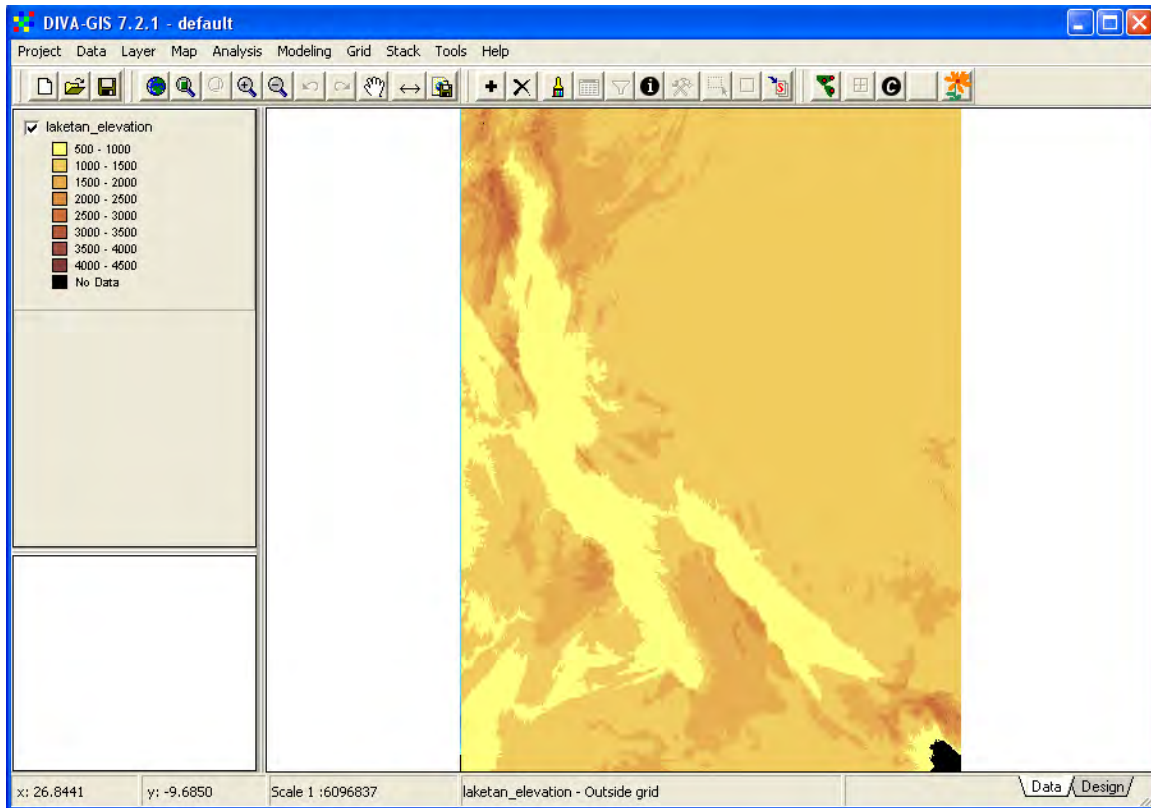 DIVA-GIS 7.2.1 - default
Project Data Layer Map Analysis Modeling Grid Stack Tools Help
laketan_elevation
500 - 1000
1000 - 1500
1500 - 2000
2000 - 2500
2500 - 3000
3000 - 3500
3500 - 4000
4000 - 4500
No Data
x: 26.8441 y: -9.6850 Scale 1 :6096837 laketan_elevation - Outside grid Data Design